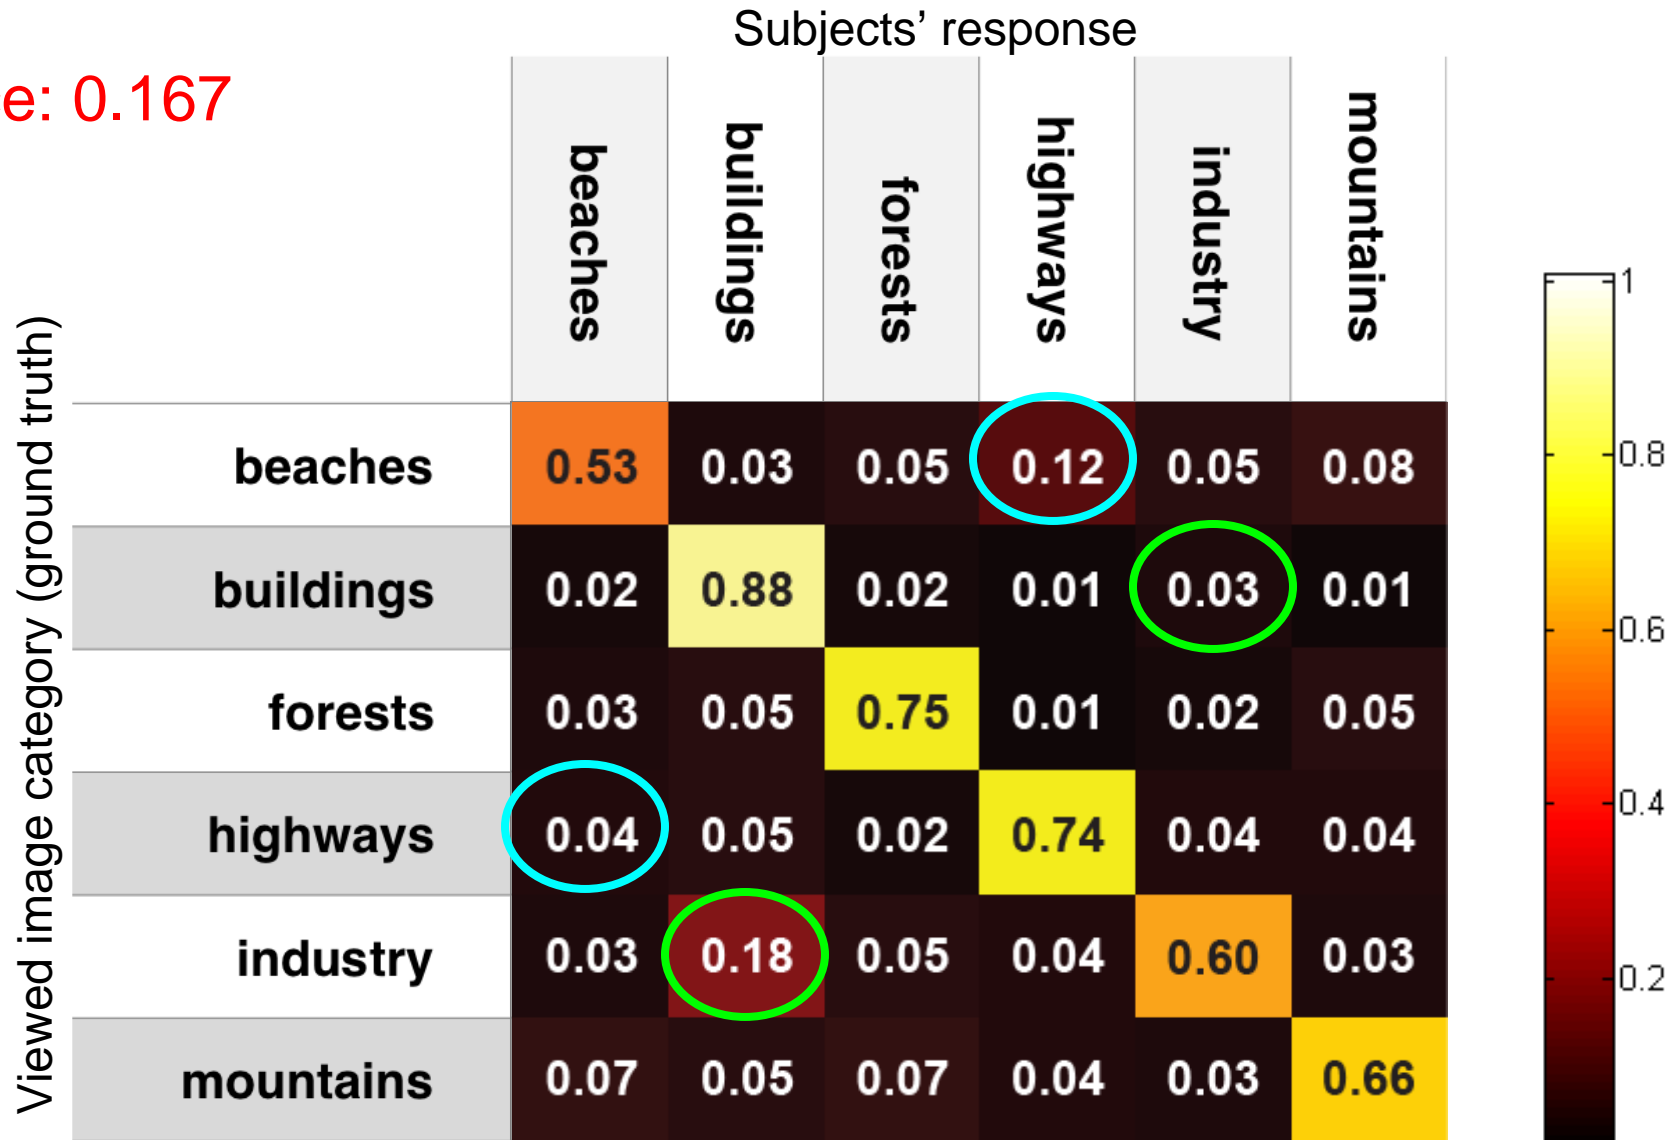 Subjects’ response
e: 0.167
beaches
buildings
forests
highways
industry
mountains
Viewed image category (ground truth)
beaches 0.53 0.03 0.05 0.12 0.05 0.08
buildings 0.02 0.88 0.02 0.01 0.03 0.01
forests 0.03 0.05 0.75 0.01 0.02 0.05
highways 0.04 0.05 0.02 0.74 0.04 0.04
industry 0.03 0.18 0.05 0.04 0.60 0.03
mountains 0.07 0.05 0.07 0.04 0.03 0.66
1
0.8
0.6
0.4
0.2